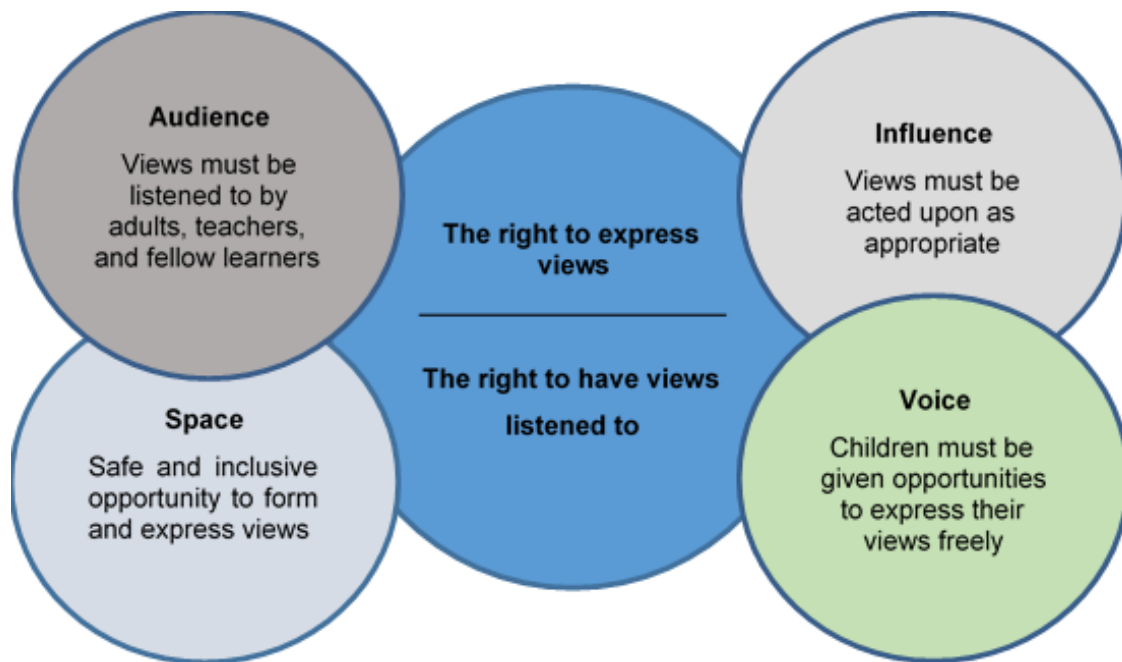 Audience
Views must be
listened to by
adults, teachers,
and fellow learners
Space
Safe and inclusive
opportunity to form
and express views
The right to express
views
The right to have views
listened to
Influence
Views must be
acted upon as
appropriate
Voice
Children must be
given opportunities
to express their
views freely